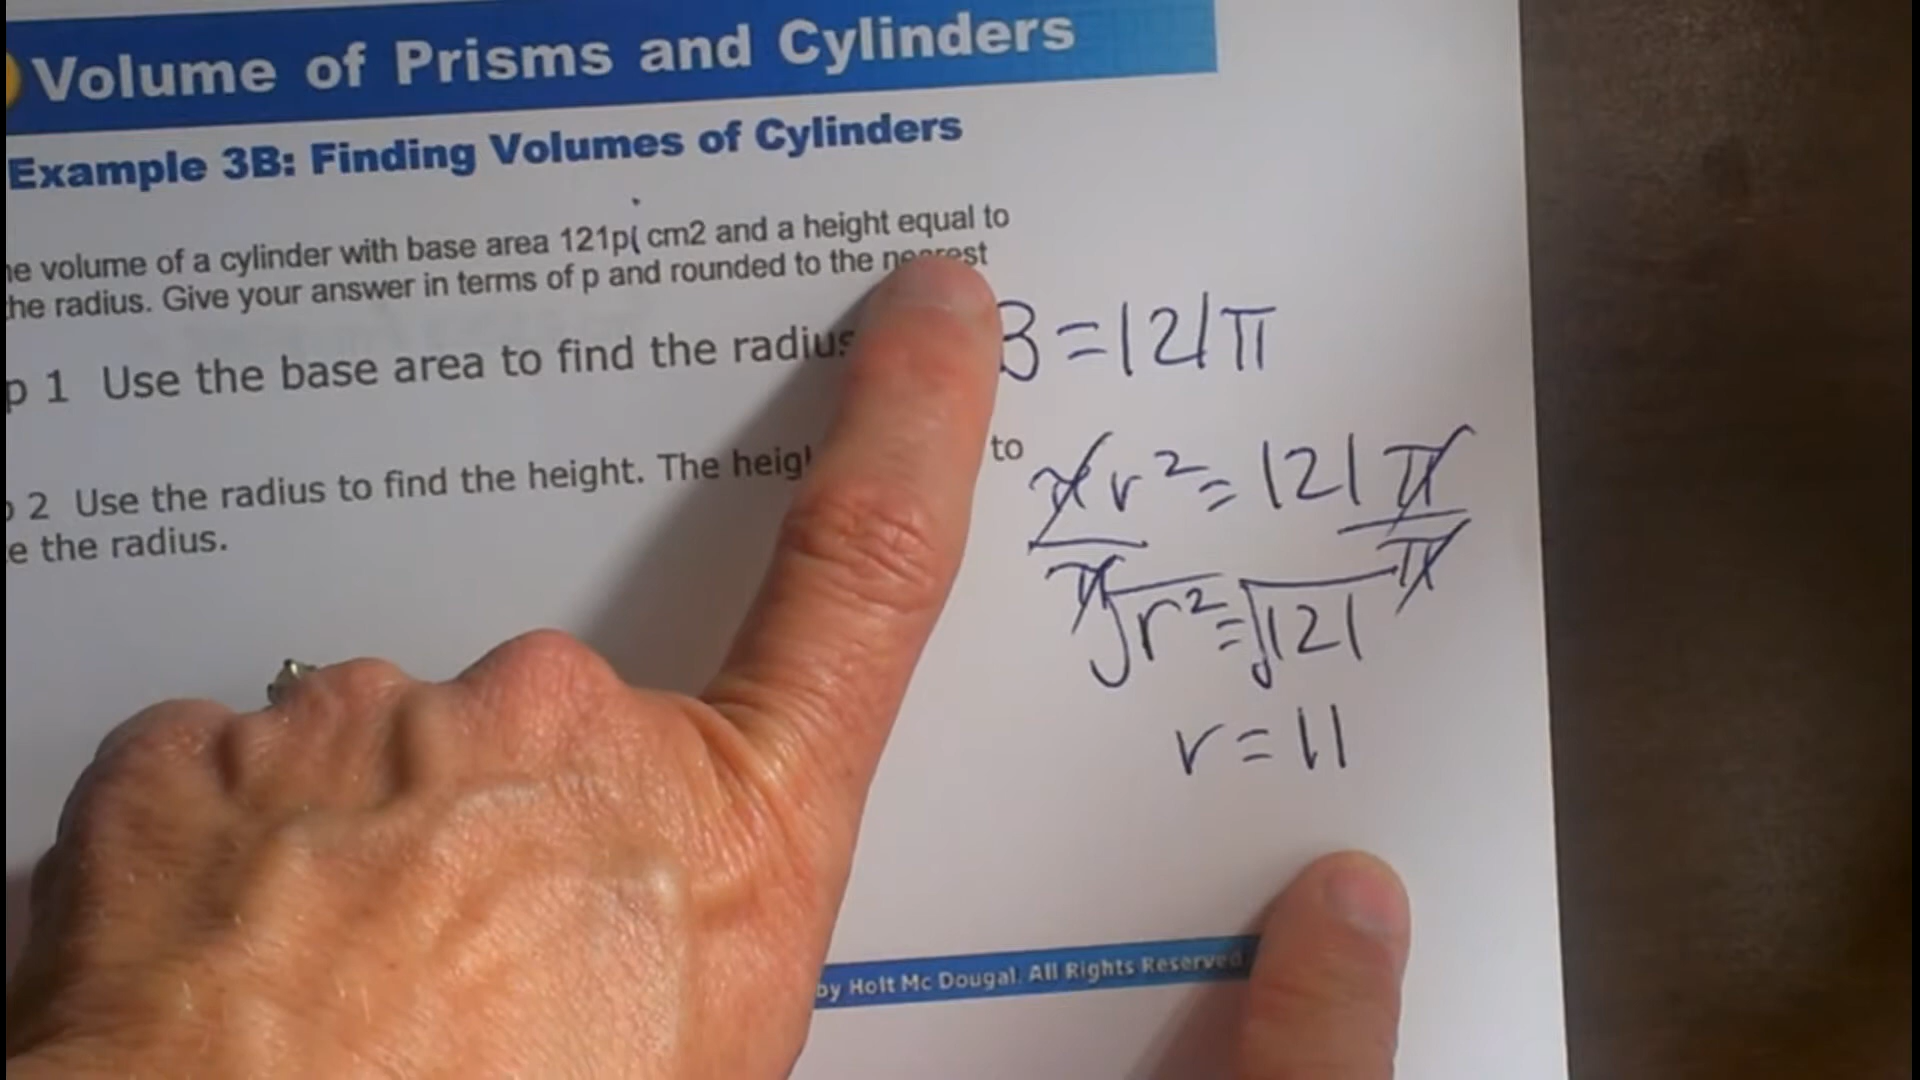 Volume of Prisms and Cylinders
Example 3B: Finding Volumes of Cylinders
volume of a cylinder with base area 121p( cm2 and a height equal to
the radius. Give your answer in terms of p and rounded to the nearest
p 1 Use the base area to find the radius
B = 121π
2 Use the radius to find the height. The to
e the radius.
πr² = 121π
π π
√r² = √121
r = 11
by Holt Mc Dougal. All Rights Reserved